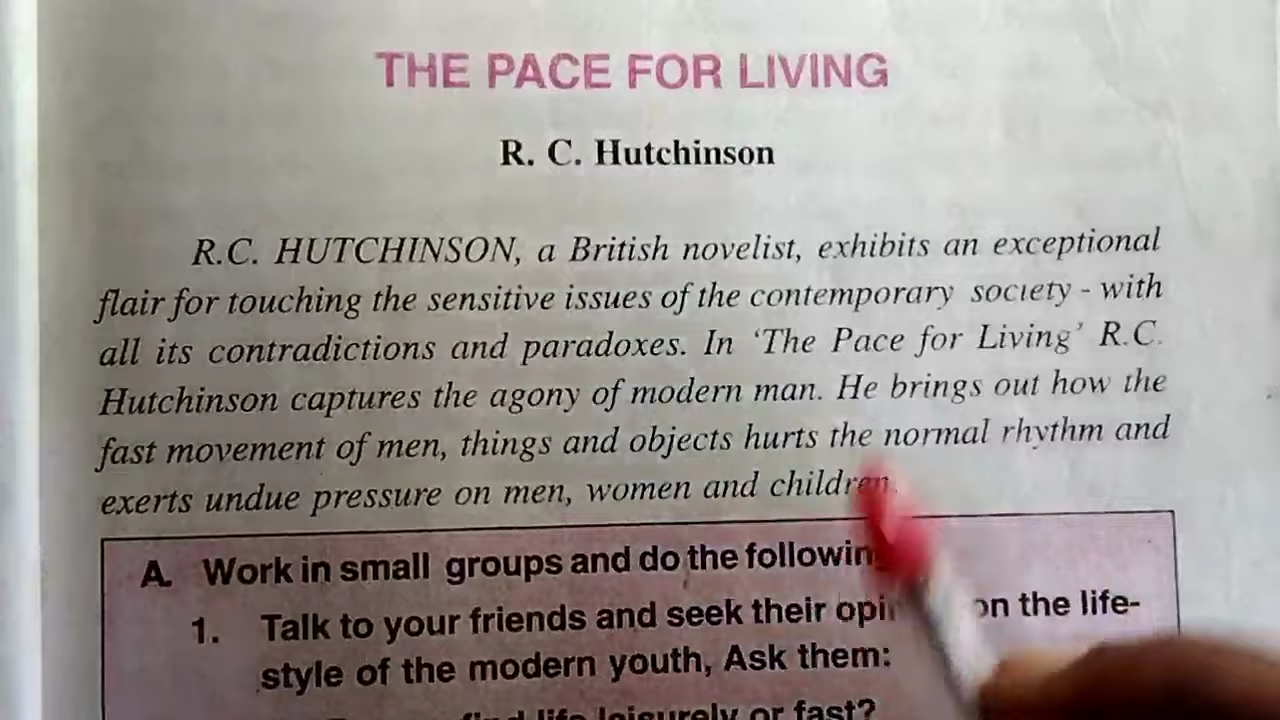 THE PACE FOR LIVING
R. C. Hutchinson
R.C. HUTCHINSON, a British novelist, exhibits an exceptional
flair for touching the sensitive issues of the contemporary society - with
all its contradictions and paradoxes. In ‘The Pace for Living’ R.C.
Hutchinson captures the agony of modern man. He brings out how the
fast movement of men, things and objects hurts the normal rhythm and
exerts undue pressure on men, women and children.
A. Work in small groups and do the
1. Talk to your friends and seek their on the life-
style of the modern youth, Ask them:
find life leisurely or fast?